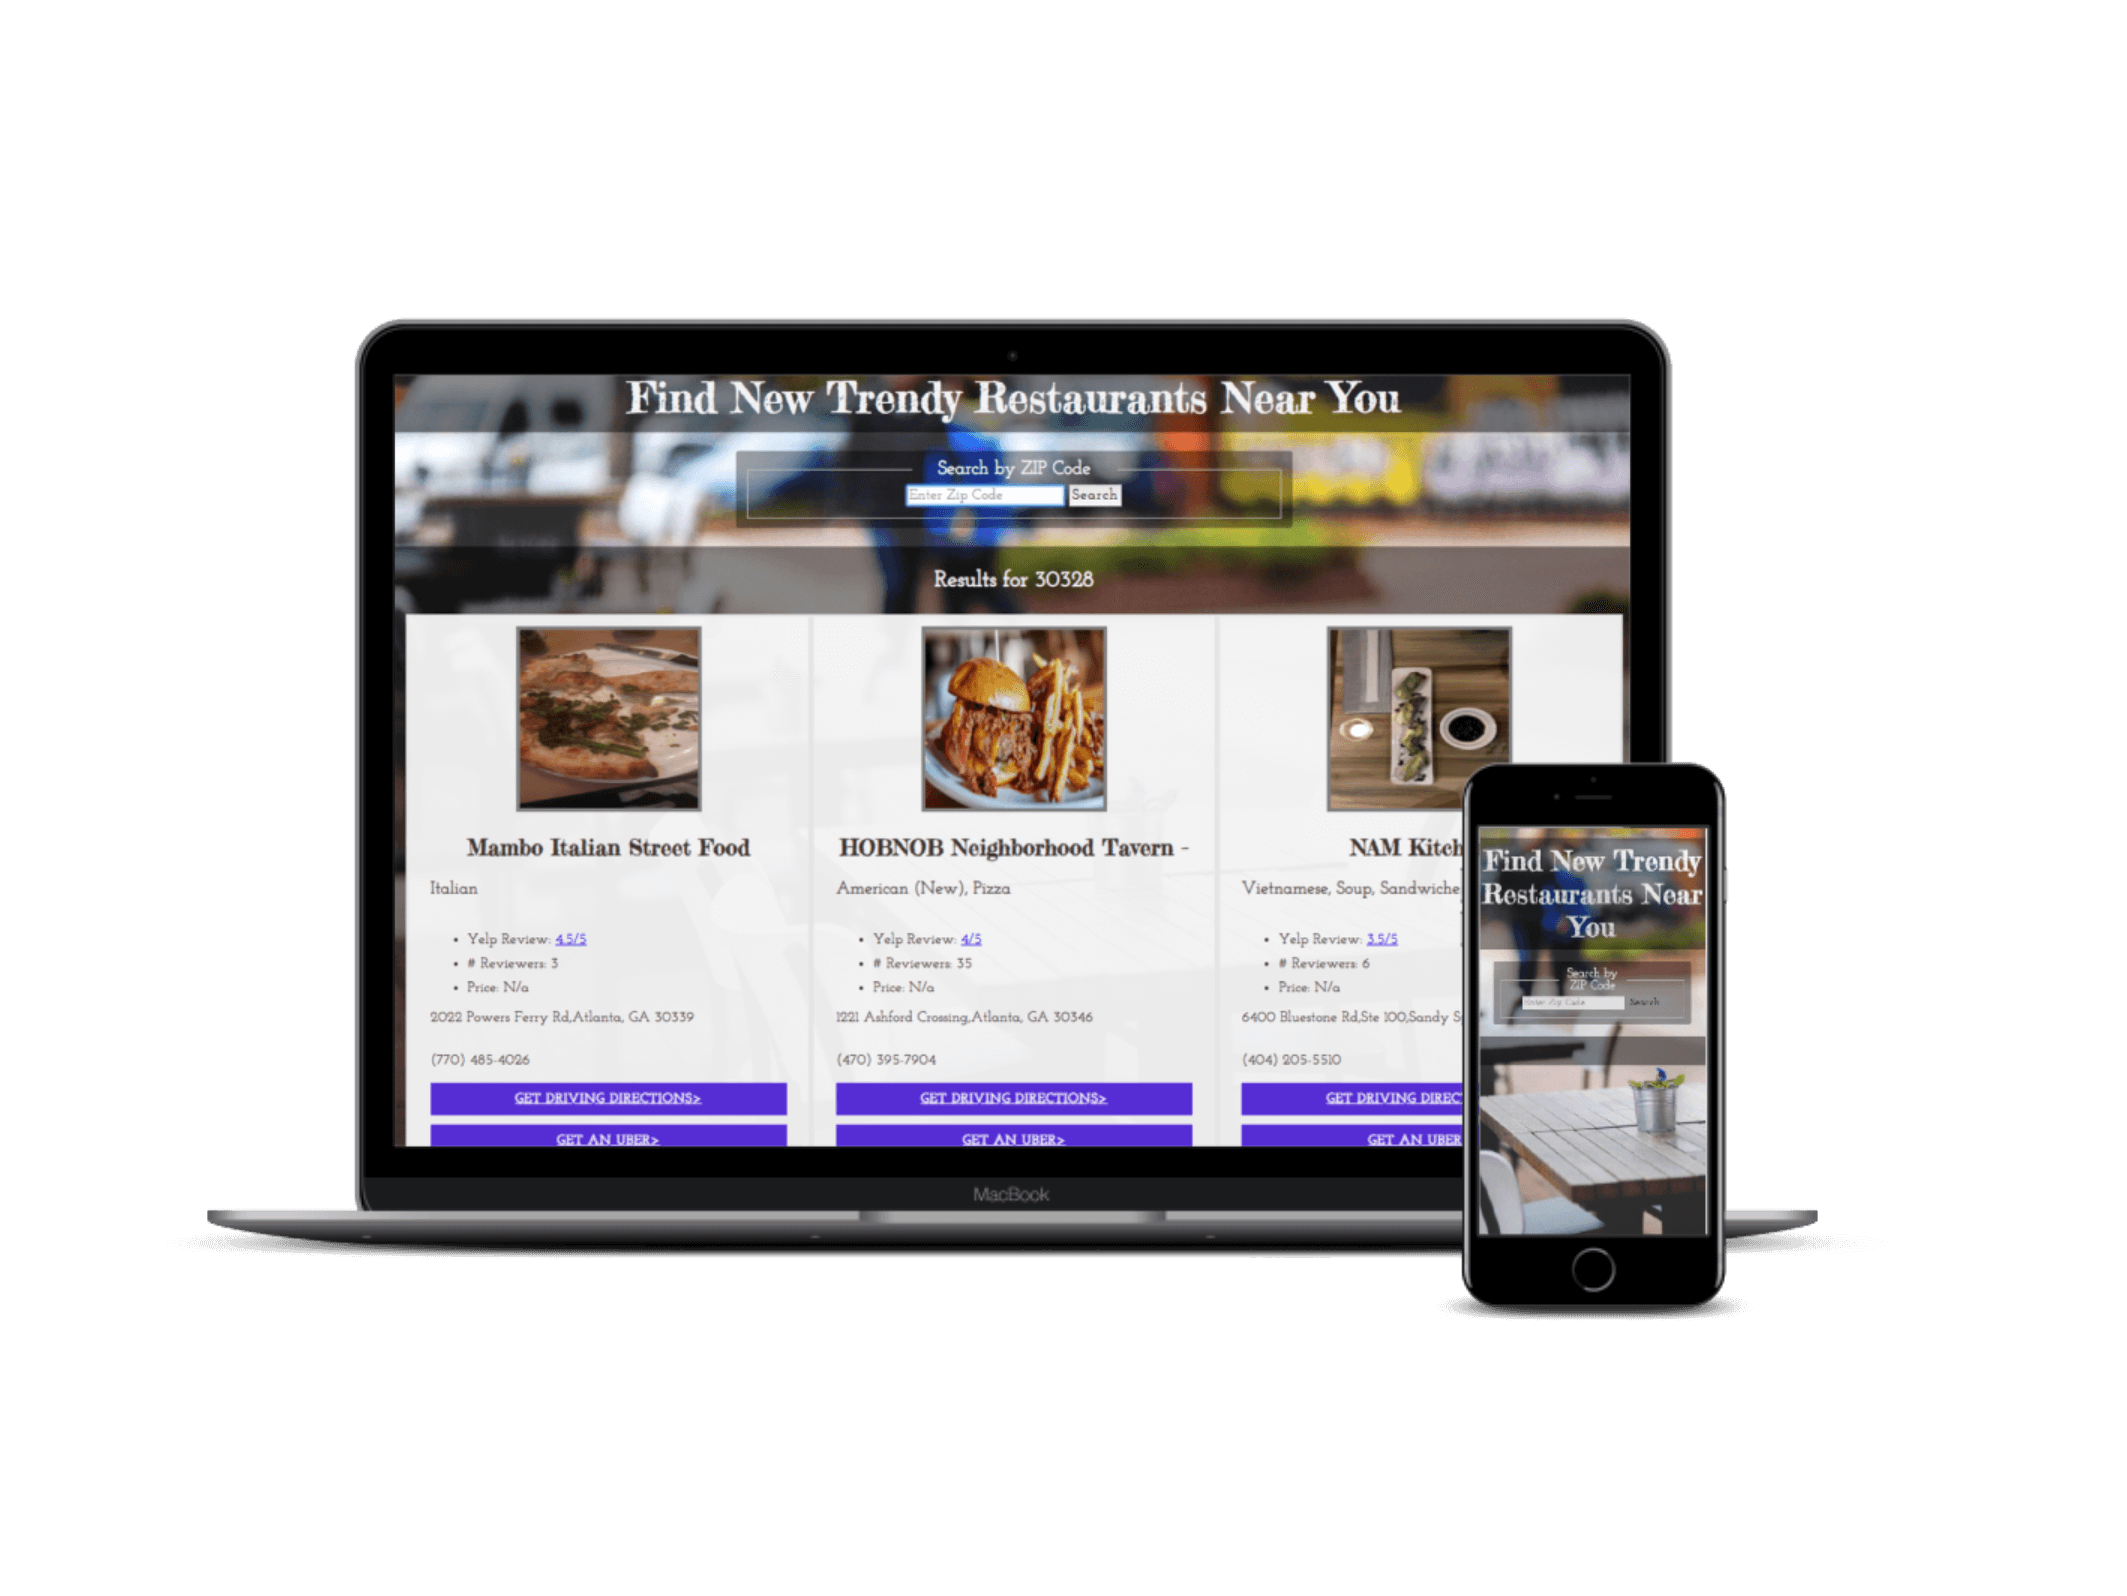 Find New Trendy Restaurants Near You
Search by ZIP Code
Enter Zip Code Search
Results for 30328
Mambo Italian Street Food
Italian
• Yelp Review: 4.5/5
• # Reviewers: 3
• Price: N/a
2022 Powers Ferry Rd,Atlanta, GA 30339
(770) 485-4026
GET DRIVING DIRECTIONS>
GET AN UBER>
HOBNOB Neighborhood Tavern -
American (New), Pizza
• Yelp Review: 4/5
• # Reviewers: 35
• Price: N/a
1221 Ashford Crossing,Atlanta, GA 30346
(470) 395-7904
GET DRIVING DIRECTIONS>
GET AN UBER>
NAM Kitch
Vietnamese, Soup, Sandwiche
• Yelp Review: 3.5/5
• # Reviewers: 6
• Price: N/a
6400 Bluestone Rd,Ste 100,Sandy S
(404) 205-5510
GET DRIVING DIREC
GET AN UBER
MacBook
Find New Trendy
Restaurants Near
You
Search by
ZIP Code
Enter Zip Code Search